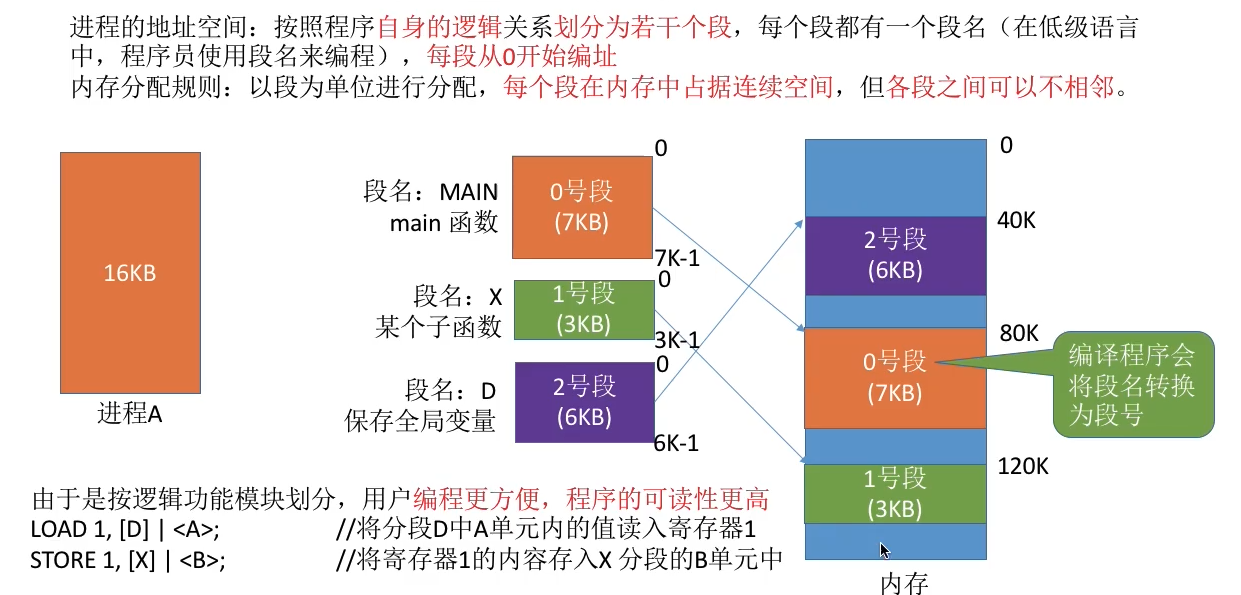 进程的地址空间：按照程序自身的逻辑关系划分为若干个段，每个段都有一个段名（在低级语言
中，程序员使用段名来编程），每段从0开始编址
内存分配规则：以段为单位进行分配，每个段在内存中占据连续空间，但各段之间可以不相邻。
16KB
进程A
段名：MAIN
main 函数
0号段
(7KB)
0
7K-1
段名：X
某个子函数
1号段
(3KB)
0
3K-1
段名：D
保存全局变量
2号段
(6KB)
0
6K-1
0
40K
2号段
(6KB)
80K
0号段
(7KB)
120K
1号段
(3KB)
内存
编译程序会
将段名转换
为段号
由于是按逻辑功能模块划分，用户编程更方便，程序的可读性更高
LOAD 1, [D] | <A>; //将分段D中A单元内的值读入寄存器1
STORE 1, [X] | <B>; //将寄存器1的内容存入X 分段的B单元中